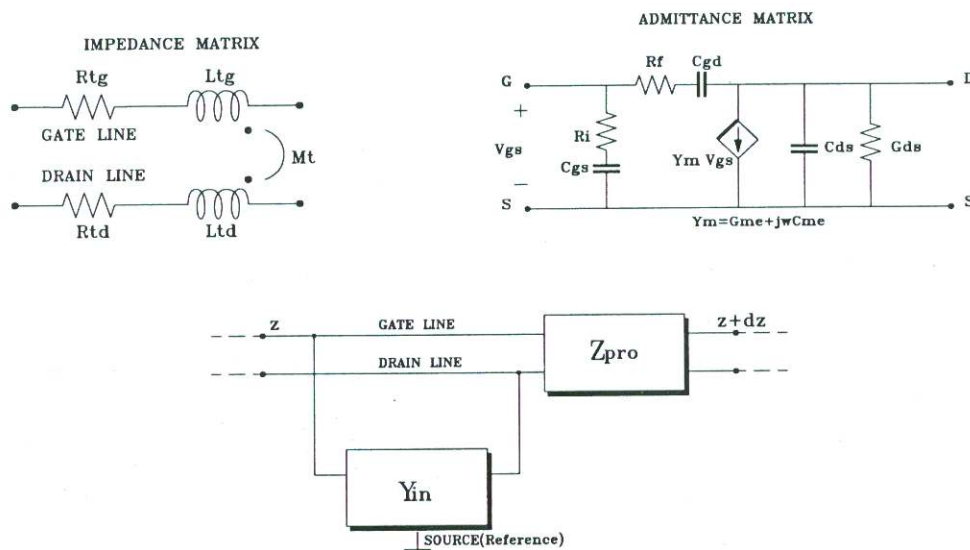 IMPEDANCE MATRIX
Rtg
Ltg
GATE LINE
Mt
DRAIN LINE
Rtd
Ltd
ADMITTANCE MATRIX
G
Rf
Cgd
D
+
Vgs
–
Ri
Cgs
Ym Vgs
Cds
Gds
S
S
Ym=Gme+jwCme
z
GATE LINE
z+dz
DRAIN LINE
Zpro
Yin
SOURCE(Reference)